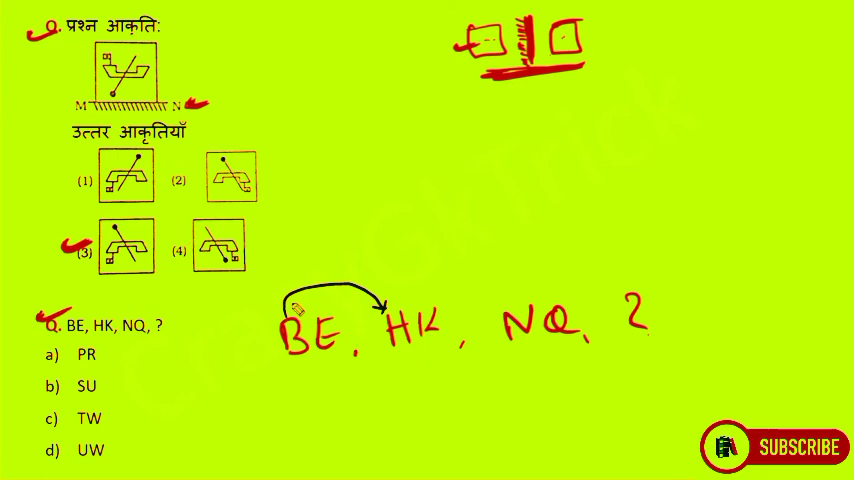 Q. प्रश्न आकृति:
M N
उत्तर आकृतियाँ
(1) (2)
(3) (4)
Q. BE, HK, NQ, ?
a) PR
b) SU
c) TW
d) UW
BE, HK, NQ, ?
CrazyGkTrick
SUBSCRIBE